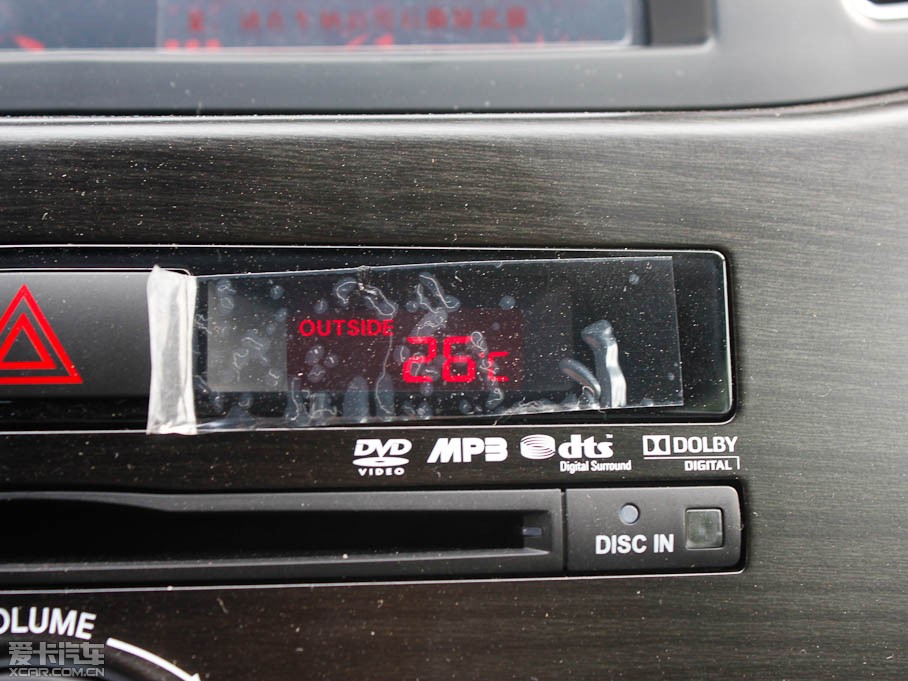 OUTSIDE
26℃
DVD MP3 dts DOLBY
VIDEO Digital Surround DIGITAL
DISC IN
OLUME
爱卡汽车
XCAR.COM.CN